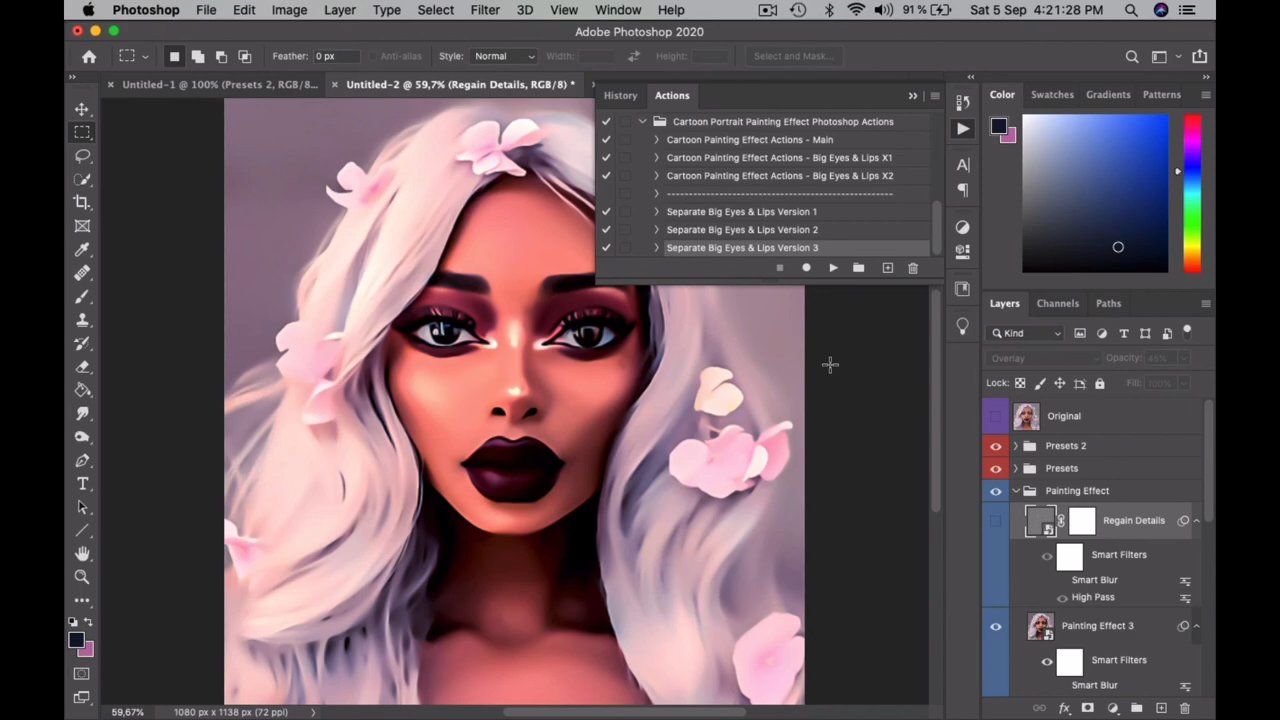 Photoshop File Edit Image Layer Type Select Filter 3D View Window Help 91% Sat 5 Sep 4:21:28 PM
Adobe Photoshop 2020
Feather: 0 px Anti-alias Style: Normal Width: Height: Select and Mask...
Untitled-1 @ 100% (Presets 2, RGB/8... Untitled-2 @ 59,7% (Regain Details, RGB/8) *
History Actions
Cartoon Portrait Painting Effect Photoshop Actions
Cartoon Painting Effect Actions - Main
Cartoon Painting Effect Actions - Big Eyes & Lips X1
Cartoon Painting Effect Actions - Big Eyes & Lips X2
Separate Big Eyes & Lips Version 1
Separate Big Eyes & Lips Version 2
Separate Big Eyes & Lips Version 3
Color Swatches Gradients Patterns
Layers Channels Paths
Kind
Overlay Opacity: 45%
Lock: Fill: 100%
Original
Presets 2
Presets
Painting Effect
Regain Details
Smart Filters
Smart Blur
High Pass
Painting Effect 3
Smart Filters
Smart Blur
59,67% 1080 px x 1138 px (72 ppi)